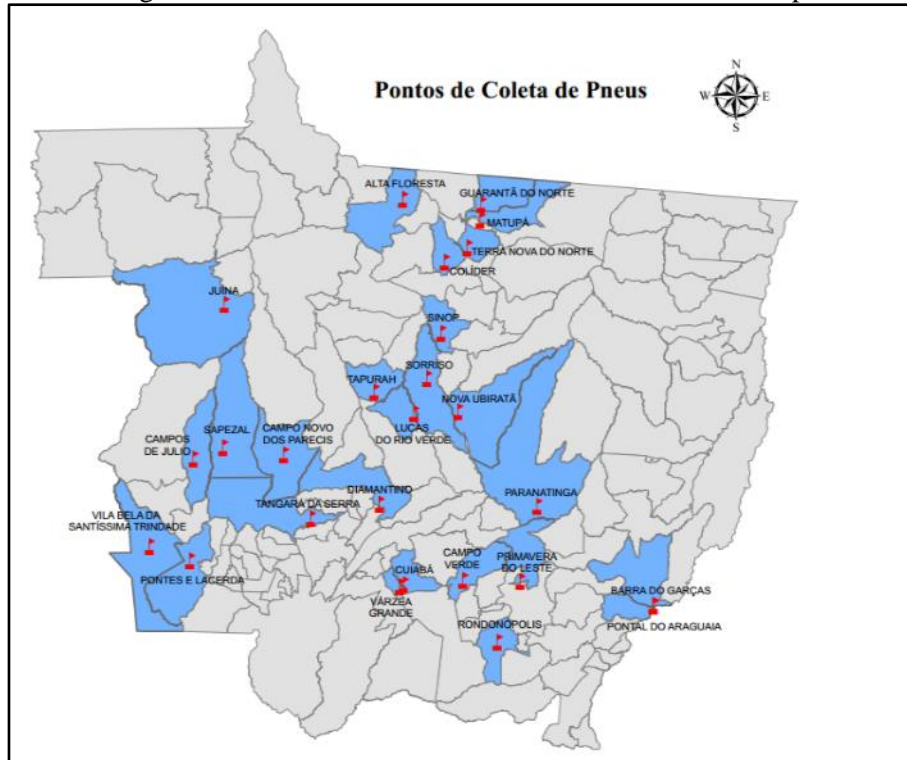 Pontos de Coleta de Pneus
N
W
E
S
ALTA FLORESTA
GUARANTÃ DO NORTE
MATUPÁ
TERRA NOVA DO NORTE
COLÍDER
JUÍNA
SINOP
SORRISO
TAPURAH
NOVA UBIRATÃ
LUCAS
DO RIO VERDE
CAMPOS
DE JULIO
SAPEZAL
CAMPO NOVO
DOS PARECIS
DIAMANTINO
TANGARÁ DA SERRA
PARANATINGA
VILA BELA DA
SANTÍSSIMA TRINDADE
PONTES E LACERDA
CUIABÁ
VÁRZEA
GRANDE
CAMPO
VERDE
PRIMAVERA
DO LESTE
BARRA DO GARÇAS
PONTAL DO ARAGUAIA
RONDONÓPOLIS